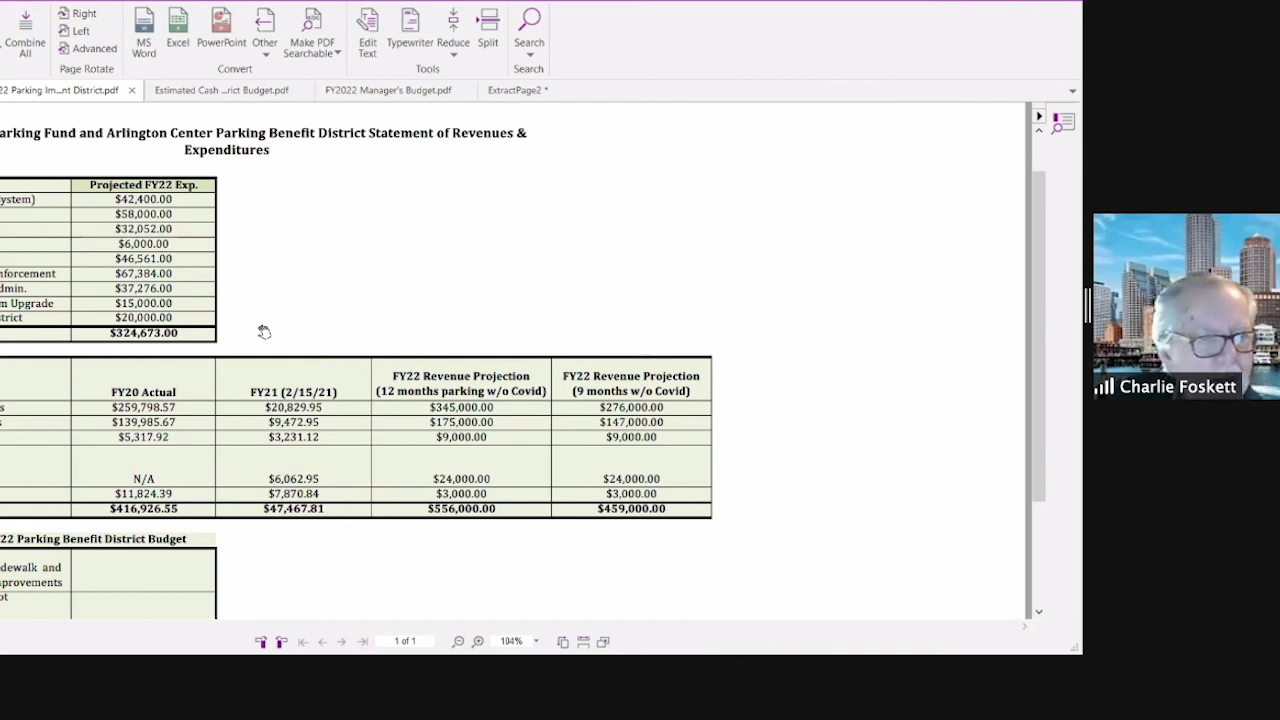 Combine
All
Right
Left
Advanced
Page Rotate
MS
Word
Excel
PowerPoint
Other
Make PDF
Searchable
Convert
Edit
Text
Typewriter
Reduce
Split
Tools
Search
Search
22 Parking Im...nt District.pdf
Estimated Cash ...rict Budget.pdf
FY2022 Manager's Budget.pdf
ExtractPage2 *
arking Fund and Arlington Center Parking Benefit District Statement of Revenues &
Expenditures
Projected FY22 Exp.
ystem) $42,400.00
$58,000.00
$32,052.00
$6,000.00
$46,561.00
nforcement $67,384.00
dmin. $37,276.00
m Upgrade $15,000.00
strict $20,000.00
$324,673.00
FY22 Revenue Projection FY22 Revenue Projection
FY20 Actual FY21 (2/15/21) (12 months parking w/o Covid) (9 months w/o Covid)
s $259,798.57 $20,829.95 $345,000.00 $276,000.00
s $139,985.67 $9,472.95 $175,000.00 $147,000.00
$5,317.92 $3,231.12 $9,000.00 $9,000.00
N/A $6,062.95 $24,000.00 $24,000.00
$11,824.39 $7,870.84 $3,000.00 $3,000.00
$416,926.55 $47,467.81 $556,000.00 $459,000.00
22 Parking Benefit District Budget
dewalk and
provements
ot
1 of 1
104%
Charlie Foskett